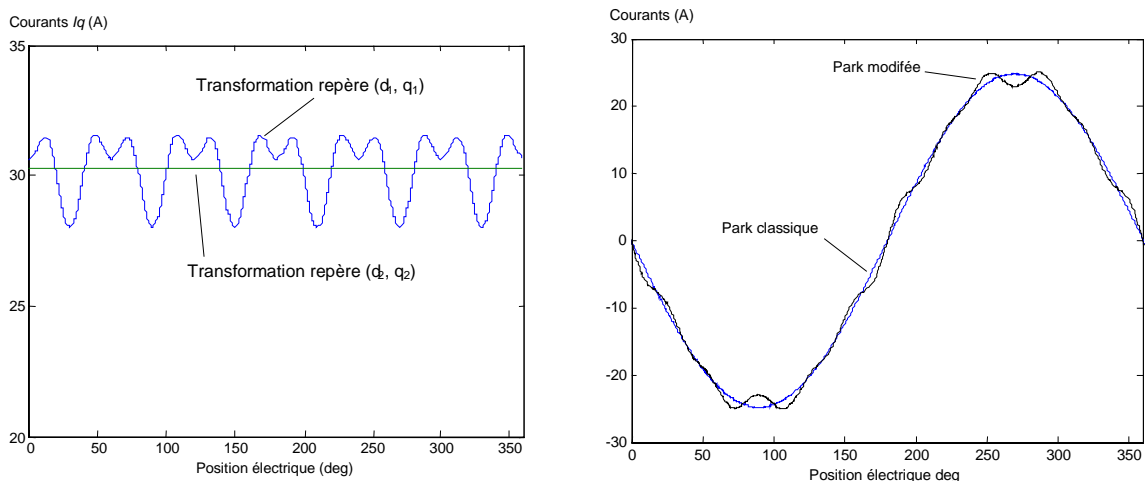 Courants Iq (A)
35
30
25
20
Transformation repère (d1, q1)
Transformation repère (d2, q2)
0 50 100 150 200 250 300 350
Position électrique (deg)
Courants (A)
30
20
10
0
-10
-20
-30
Park modifée
Park classique
0 50 100 150 200 250 300 350
Position électrique deg